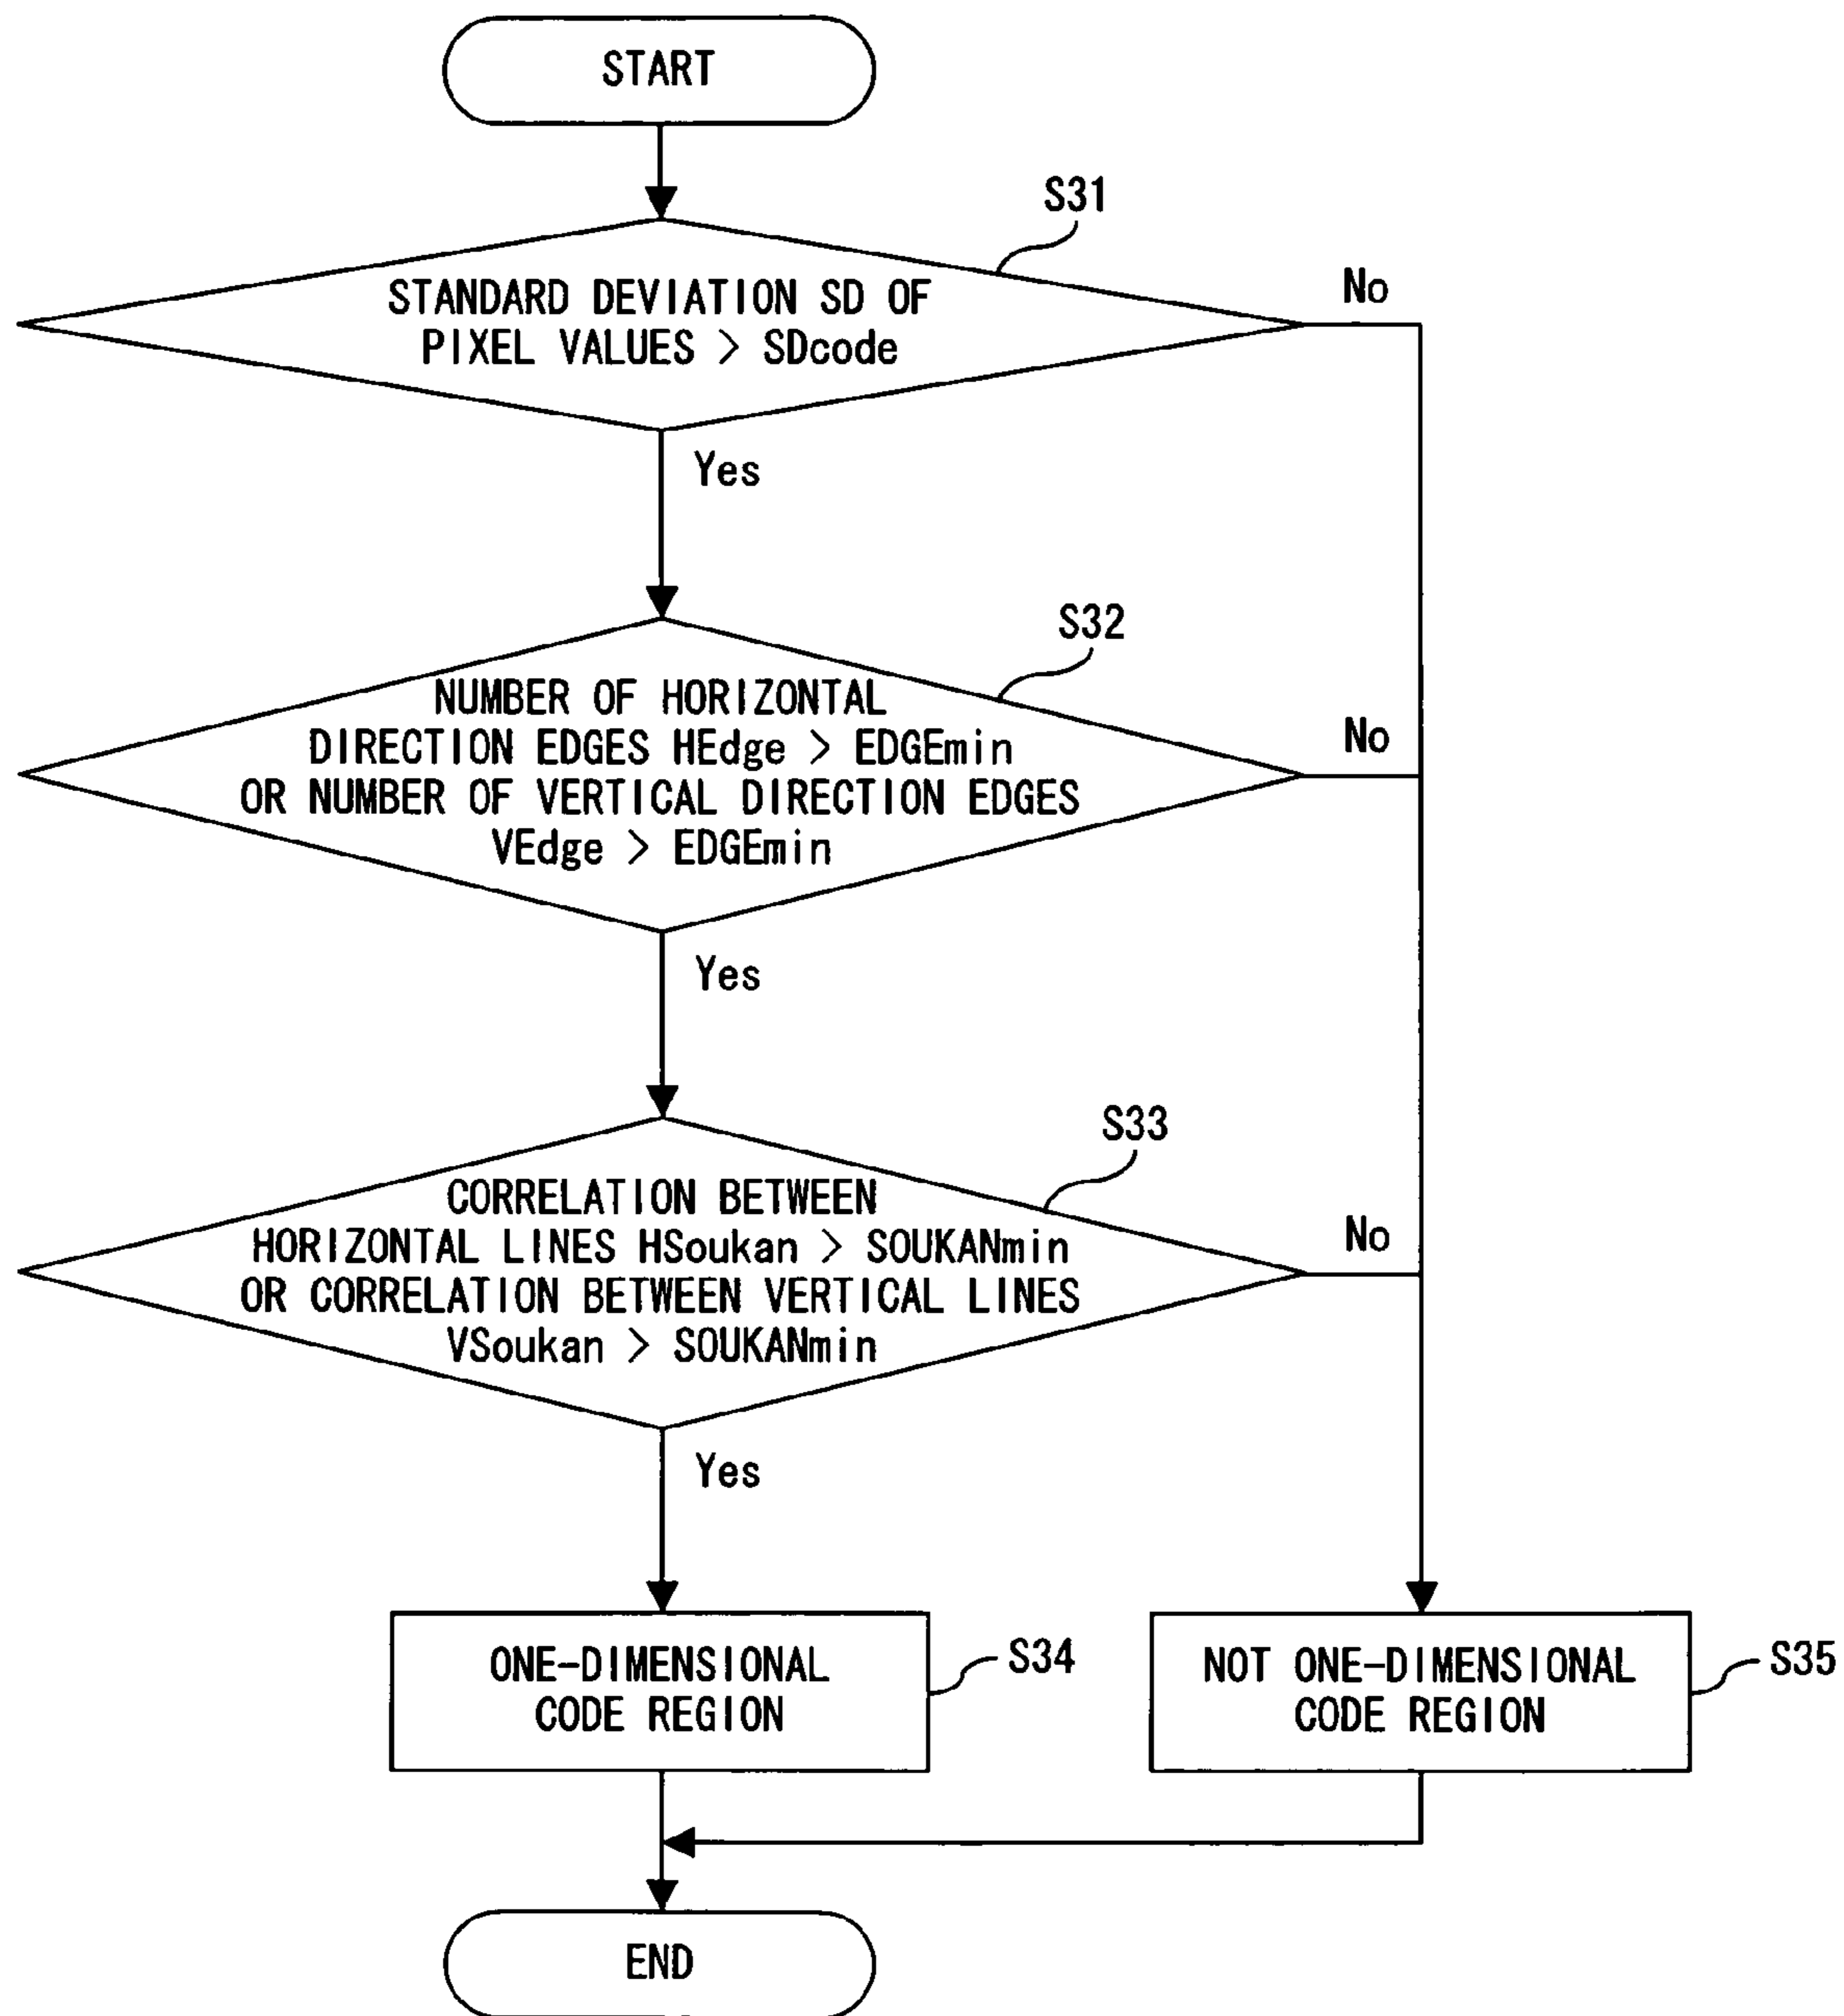 START
S31
STANDARD DEVIATION SD OF
PIXEL VALUES > SDcode
No
Yes
S32
NUMBER OF HORIZONTAL
DIRECTION EDGES HEdge > EDGEmin
OR NUMBER OF VERTICAL DIRECTION EDGES
VEdge > EDGEmin
No
Yes
S33
CORRELATION BETWEEN
HORIZONTAL LINES HSoukan > SOUKANmin
OR CORRELATION BETWEEN VERTICAL LINES
VSoukan > SOUKANmin
No
Yes
ONE-DIMENSIONAL
CODE REGION
S34
NOT ONE-DIMENSIONAL
CODE REGION
S35
END